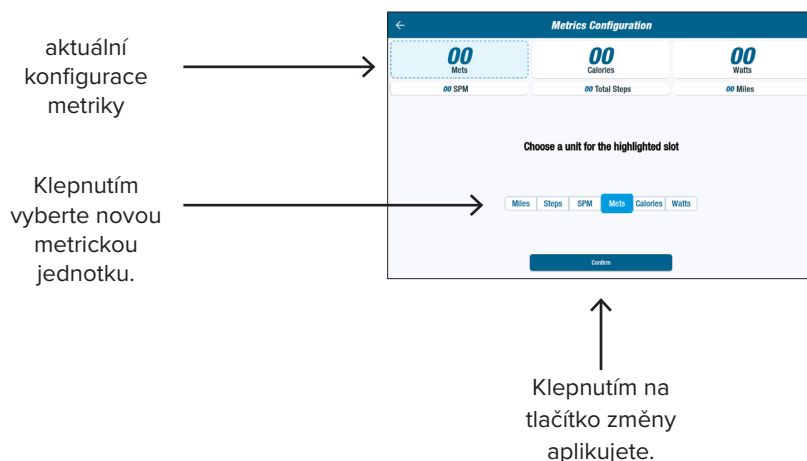 aktuální
konfigurace
metriky
Klepnutím
vyberte novou
metrickou
jednotku.
Metrics Configuration
00 00 00
Mets Calories Watts
00 SPM 00 Total Steps 00 Miles
Choose a unit for the highlighted slot
Miles Steps SPM Mets Calories Watts
Confirm
Klepnutím na
tlačítko změny
aplikujete.